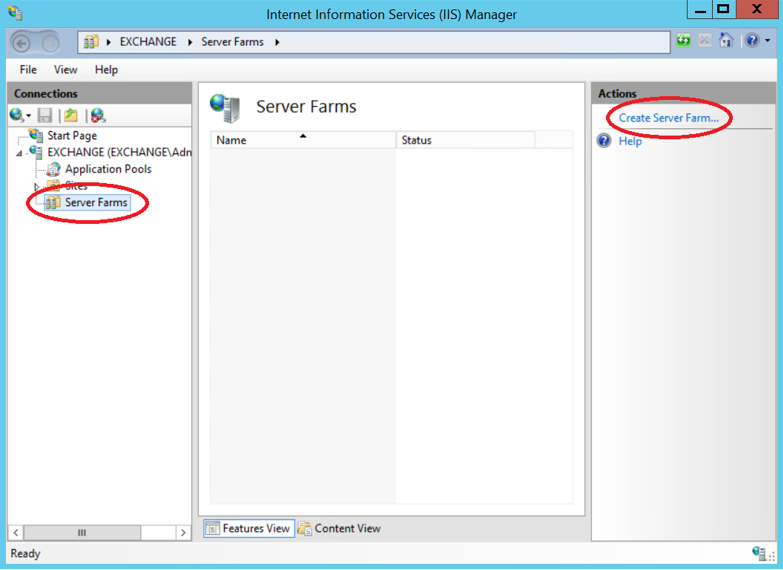 Internet Information Services (IIS) Manager
EXCHANGE Server Farms
File View Help
Connections
Start Page
EXCHANGE (EXCHANGE\Adn
Application Pools
Sites
Server Farms
Server Farms
Name Status
Features View Content View
Actions
Create Server Farm...
Help
Ready